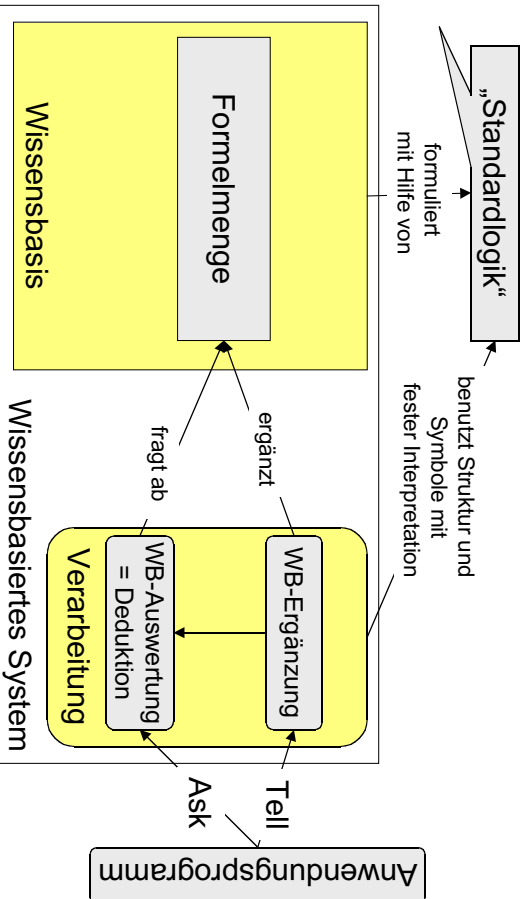 „Standardlogik“
formuliert
mit Hilfe von
benutzt Struktur und
Symbole mit
fester Interpretation
Formelmenge
Wissensbasis
ergänzt
fragt ab
WB-Ergänzung
WB-Auswertung
= Deduktion
Verarbeitung
Wissensbasiertes System
Tell
Ask
Anwendungsprogramm